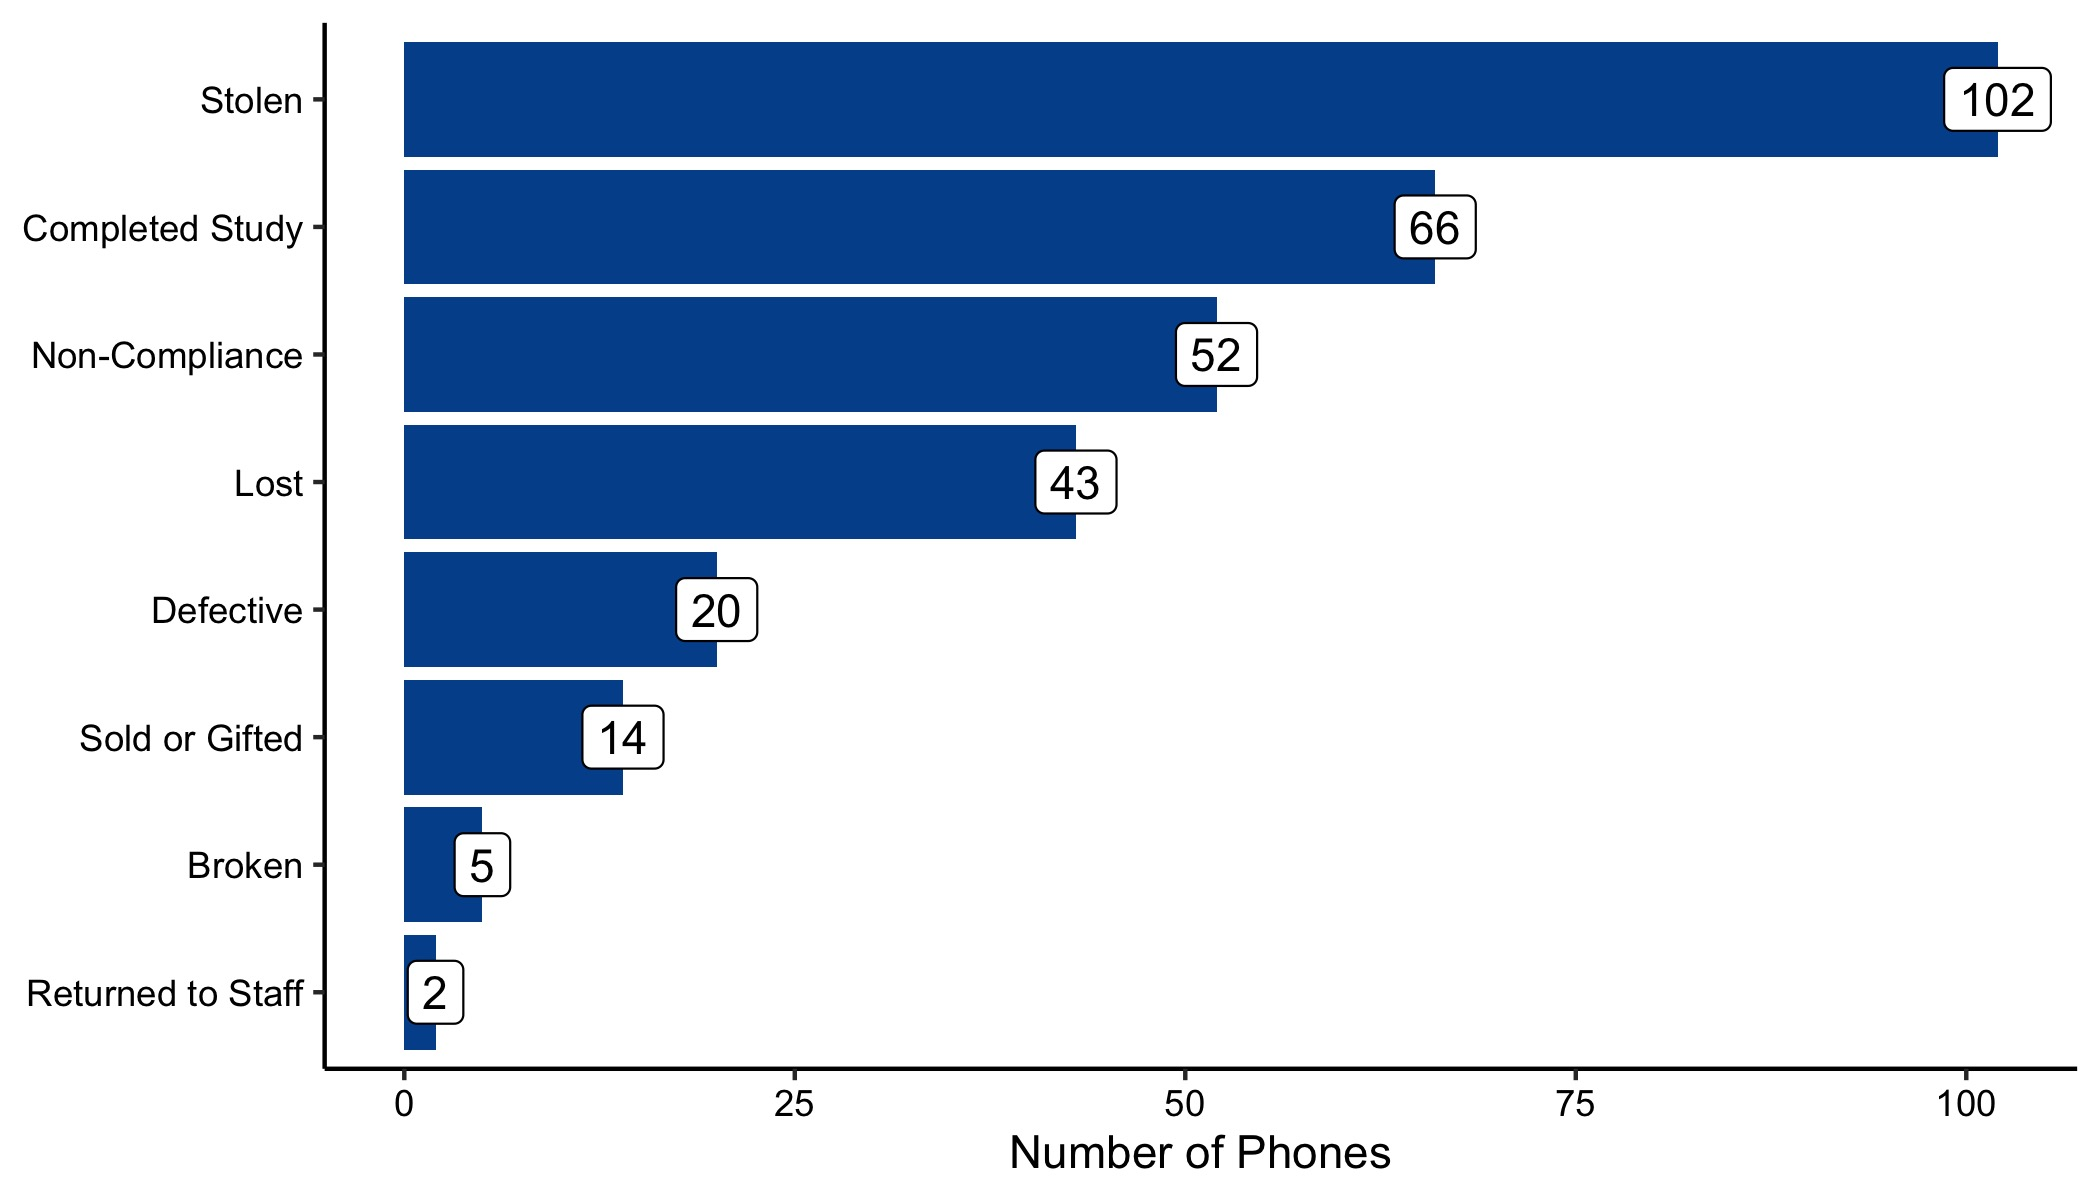 Stolen 102
Completed Study 66
Non-Compliance 52
Lost 43
Defective 20
Sold or Gifted 14
Broken 5
Returned to Staff 2
0 25 50 75 100
Number of Phones